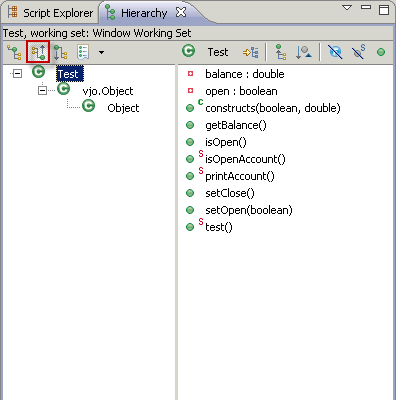 Script Explorer Hierarchy
Test, working set: Window Working Set
Test
Test
vjo.Object
Object
balance : double
open : boolean
C constructs(boolean, double)
getBalance()
isOpen()
S isOpenAccount()
S printAccount()
setClose()
setOpen(boolean)
S test()